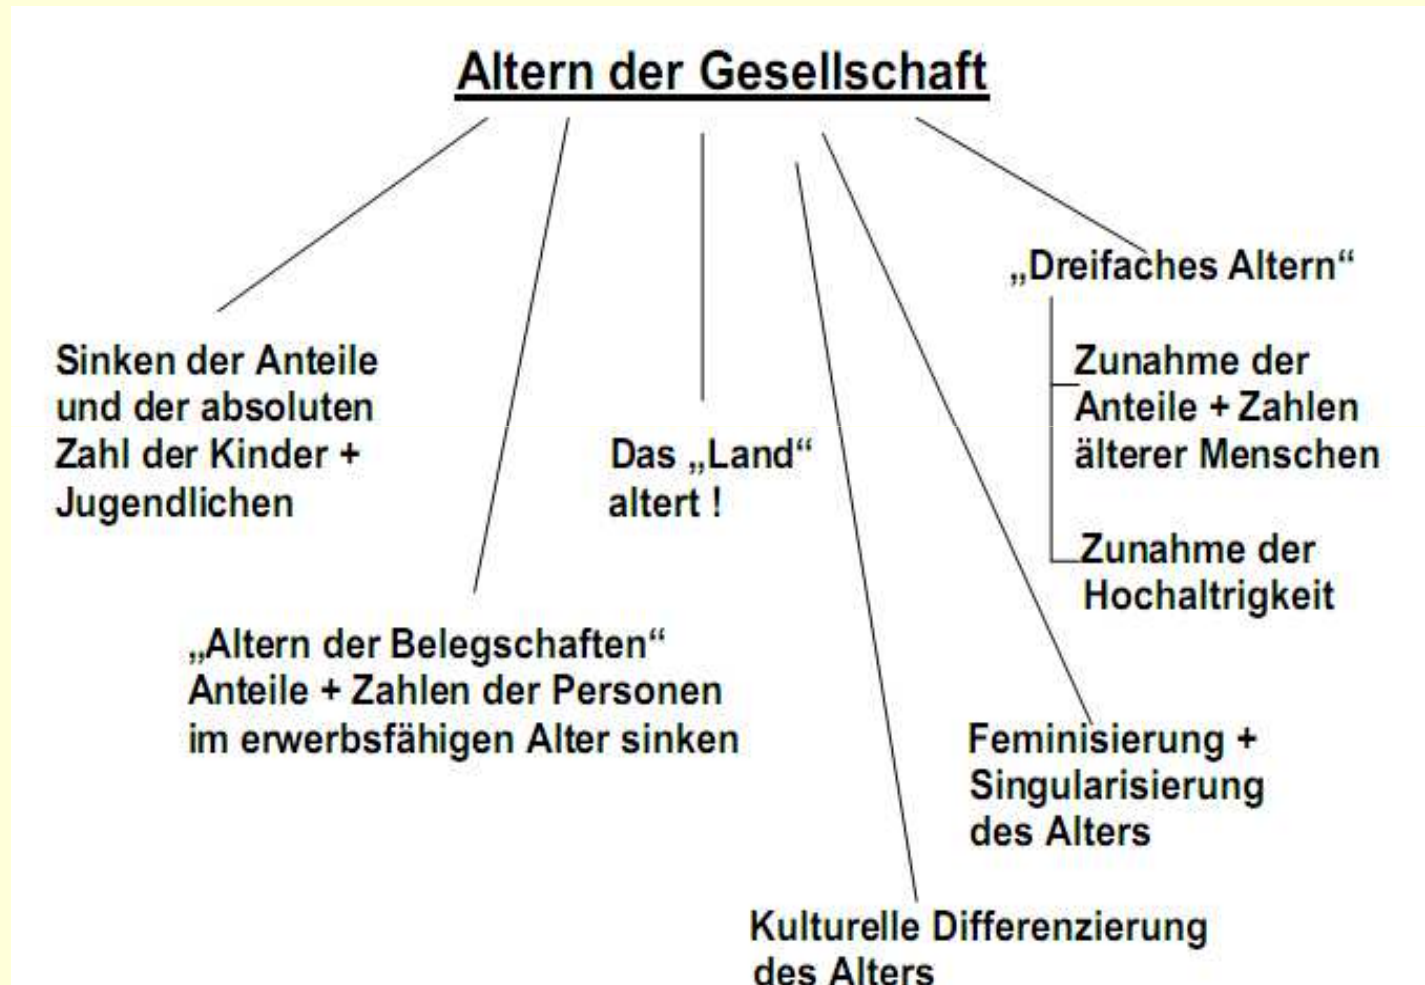 Altern der Gesellschaft
„Dreifaches Altern“
Zunahme der
Anteile + Zahlen
älterer Menschen
Zunahme der
Hochaltrigkeit
Sinken der Anteile
und der absoluten
Zahl der Kinder +
Jugendlichen
Das „Land“
altert !
„Altern der Belegschaften“
Anteile + Zahlen der Personen
im erwerbsfähigen Alter sinken
Feminisierung +
Singularisierung
des Alters
Kulturelle Differenzierung
des Alters